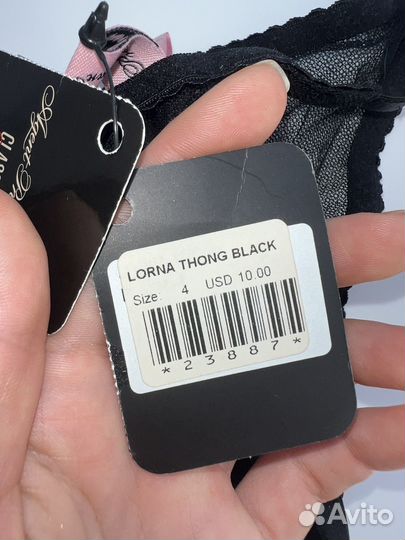 LORNA THONG BLACK
Size: 4 USD 10.00
*23887*
Avito